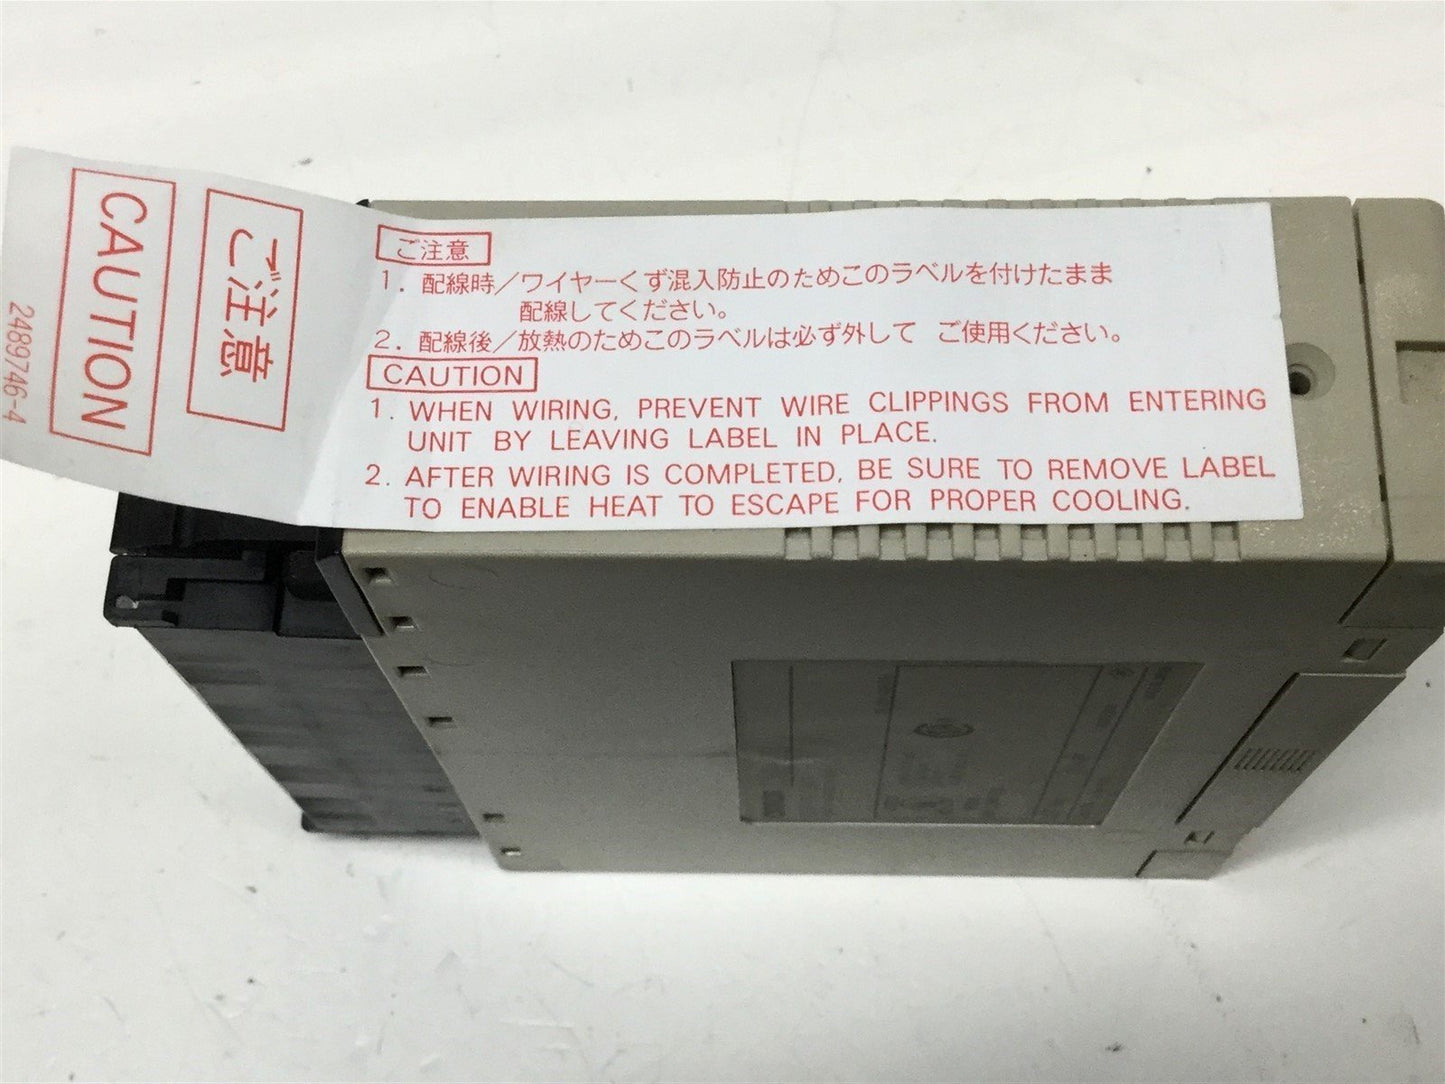 CAUTION
ご注意
2489746-4
ご注意
1. 配線時／ワイヤーくず混入防止のためこのラベルを付けたまま
配線してください。
2. 配線後／放熱のためこのラベルは必ず外して ご使用ください。
CAUTION
1. WHEN WIRING, PREVENT WIRE CLIPPINGS FROM ENTERING
UNIT BY LEAVING LABEL IN PLACE.
2. AFTER WIRING IS COMPLETED, BE SURE TO REMOVE LABEL
TO ENABLE HEAT TO ESCAPE FOR PROPER COOLING.